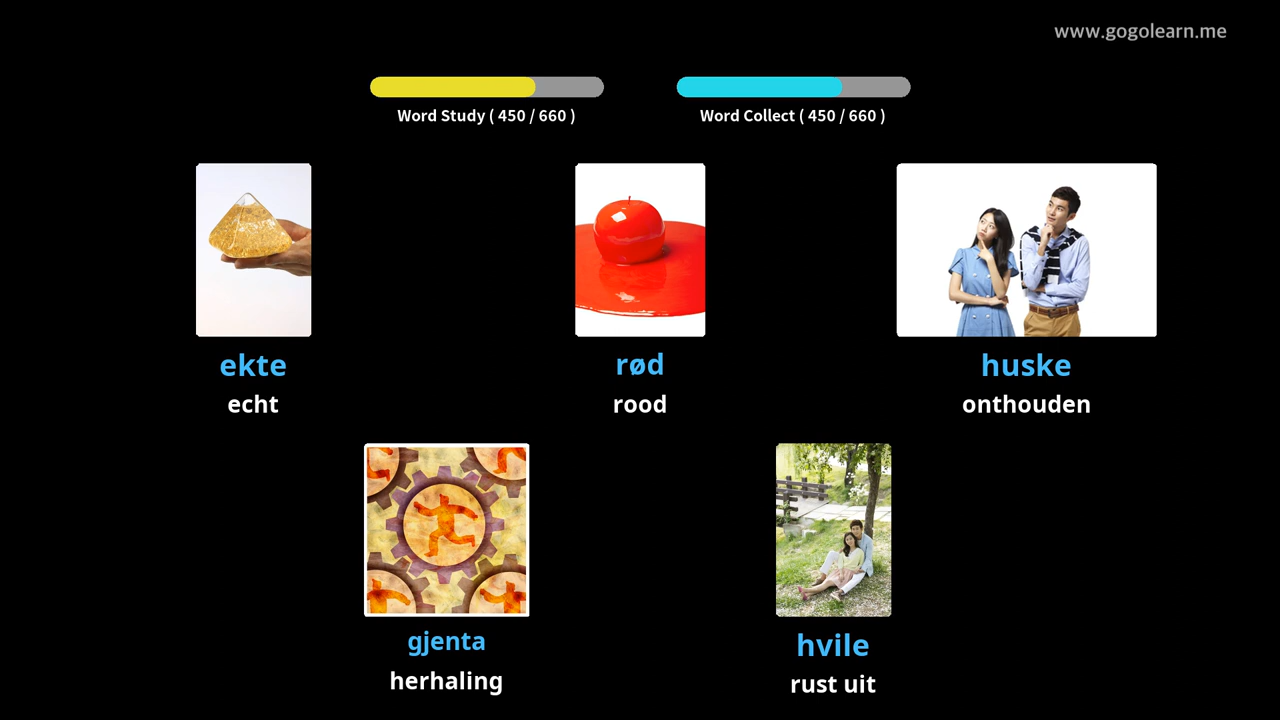 www.gogolearn.me
Word Study ( 450 / 660 )
Word Collect ( 450 / 660 )
ekte
echt
rød
rood
huske
onthouden
gjenta
herhaling
hvile
rust uit